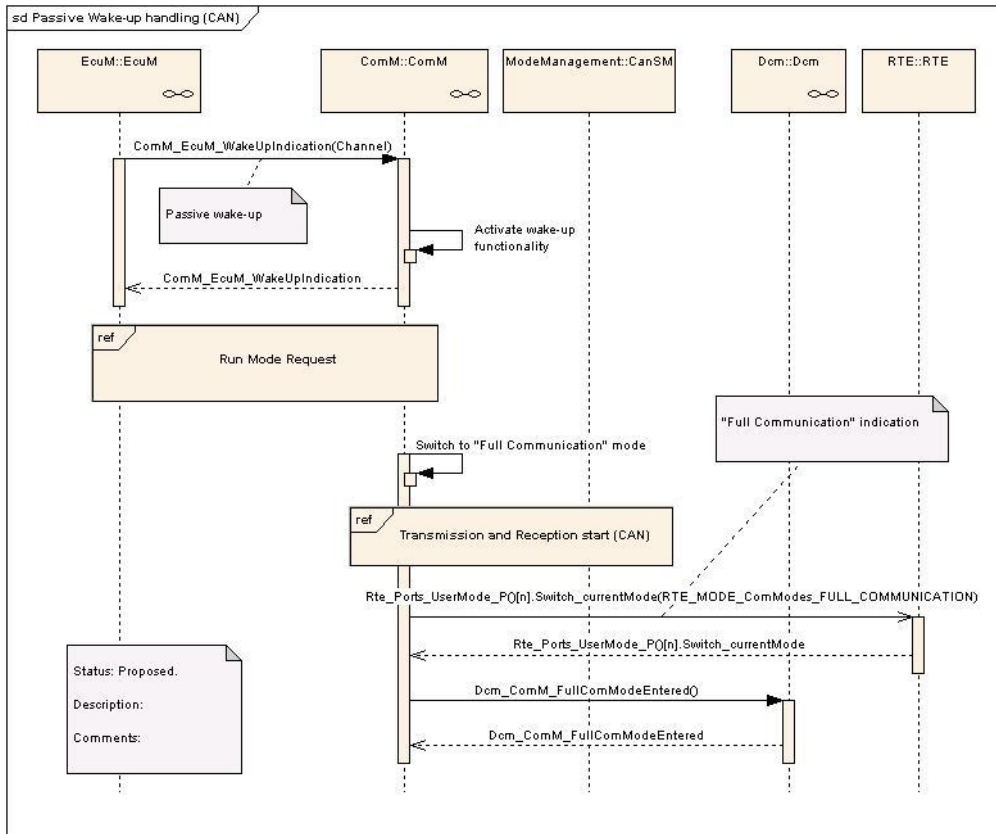 sd Passive Wake-up handling (CAN)
EcuM::EcuM
ComM::ComM
ModeManagement::CanSM
Dcm::Dcm
RTE::RTE
ComM_EcuM_WakeUpIndication(Channel)
Passive wake-up
Activate wake-up
functionality
ComM_EcuM_WakeUpIndication
ref
Run Mode Request
"Full Communication" indication
Switch to "Full Communication" mode
ref
Transmission and Reception start (CAN)
Rte_Ports_UserMode_P()[n].Switch_currentMode(RTE_MODE_ComModes_FULL_COMMUNICATION)
Rte_Ports_UserMode_P()[n].Switch_currentMode
Status: Proposed.
Description:
Comments:
Dcm_ComM_FullComModeEntered()
Dcm_ComM_FullComModeEntered